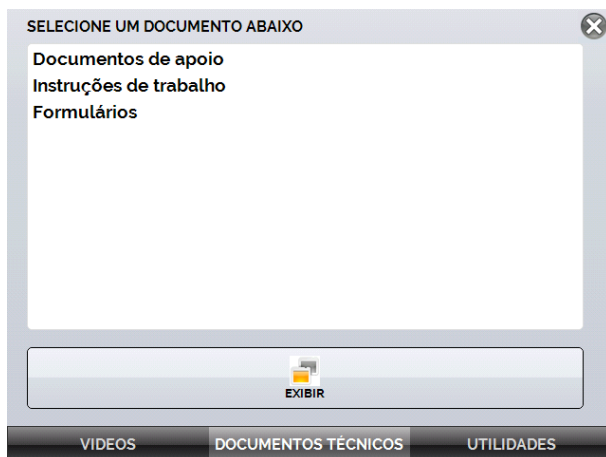 SELECIONE UM DOCUMENTO ABAIXO
Documentos de apoio
Instruções de trabalho
Formulários
EXIBIR
VIDEOS DOCUMENTOS TÉCNICOS UTILIDADES